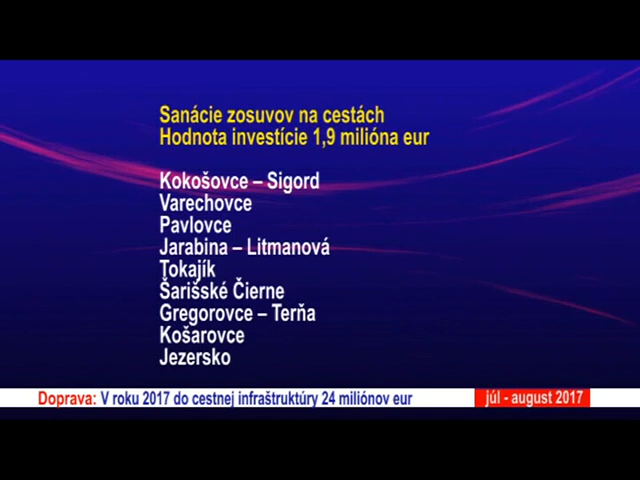 Sanácie zosuvov na cestách
Hodnota investície 1,9 milióna eur
Kokošovce – Sigord
Varechovce
Pavlovce
Jarabina – Litmanová
Tokajík
Šarišské Čierne
Gregorovce – Terňa
Košarovce
Jezersko
Doprava: V roku 2017 do cestnej infraštruktúry 24 miliónov eur
júl - august 2017